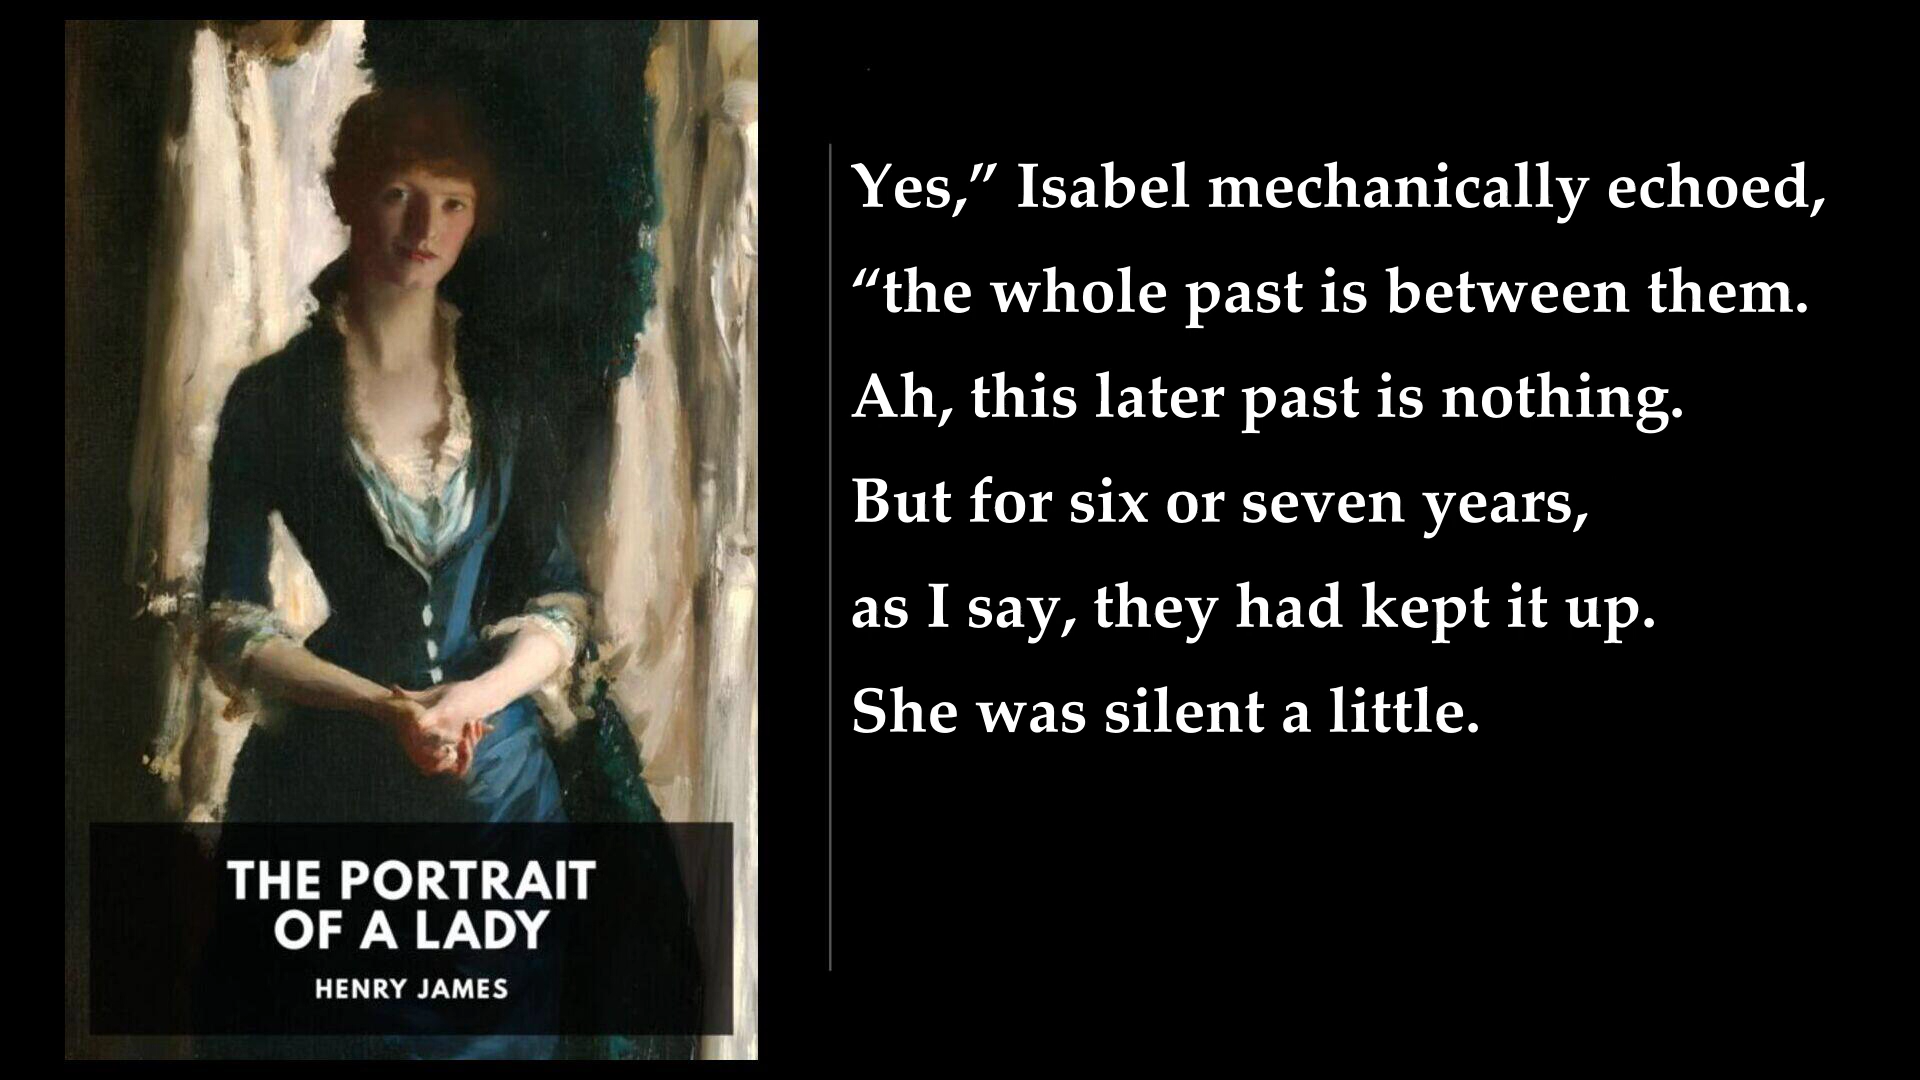 Yes,” Isabel mechanically echoed,
“the whole past is between them.
Ah, this later past is nothing.
But for six or seven years,
as I say, they had kept it up.
She was silent a little.
THE PORTRAIT
OF A LADY
HENRY JAMES